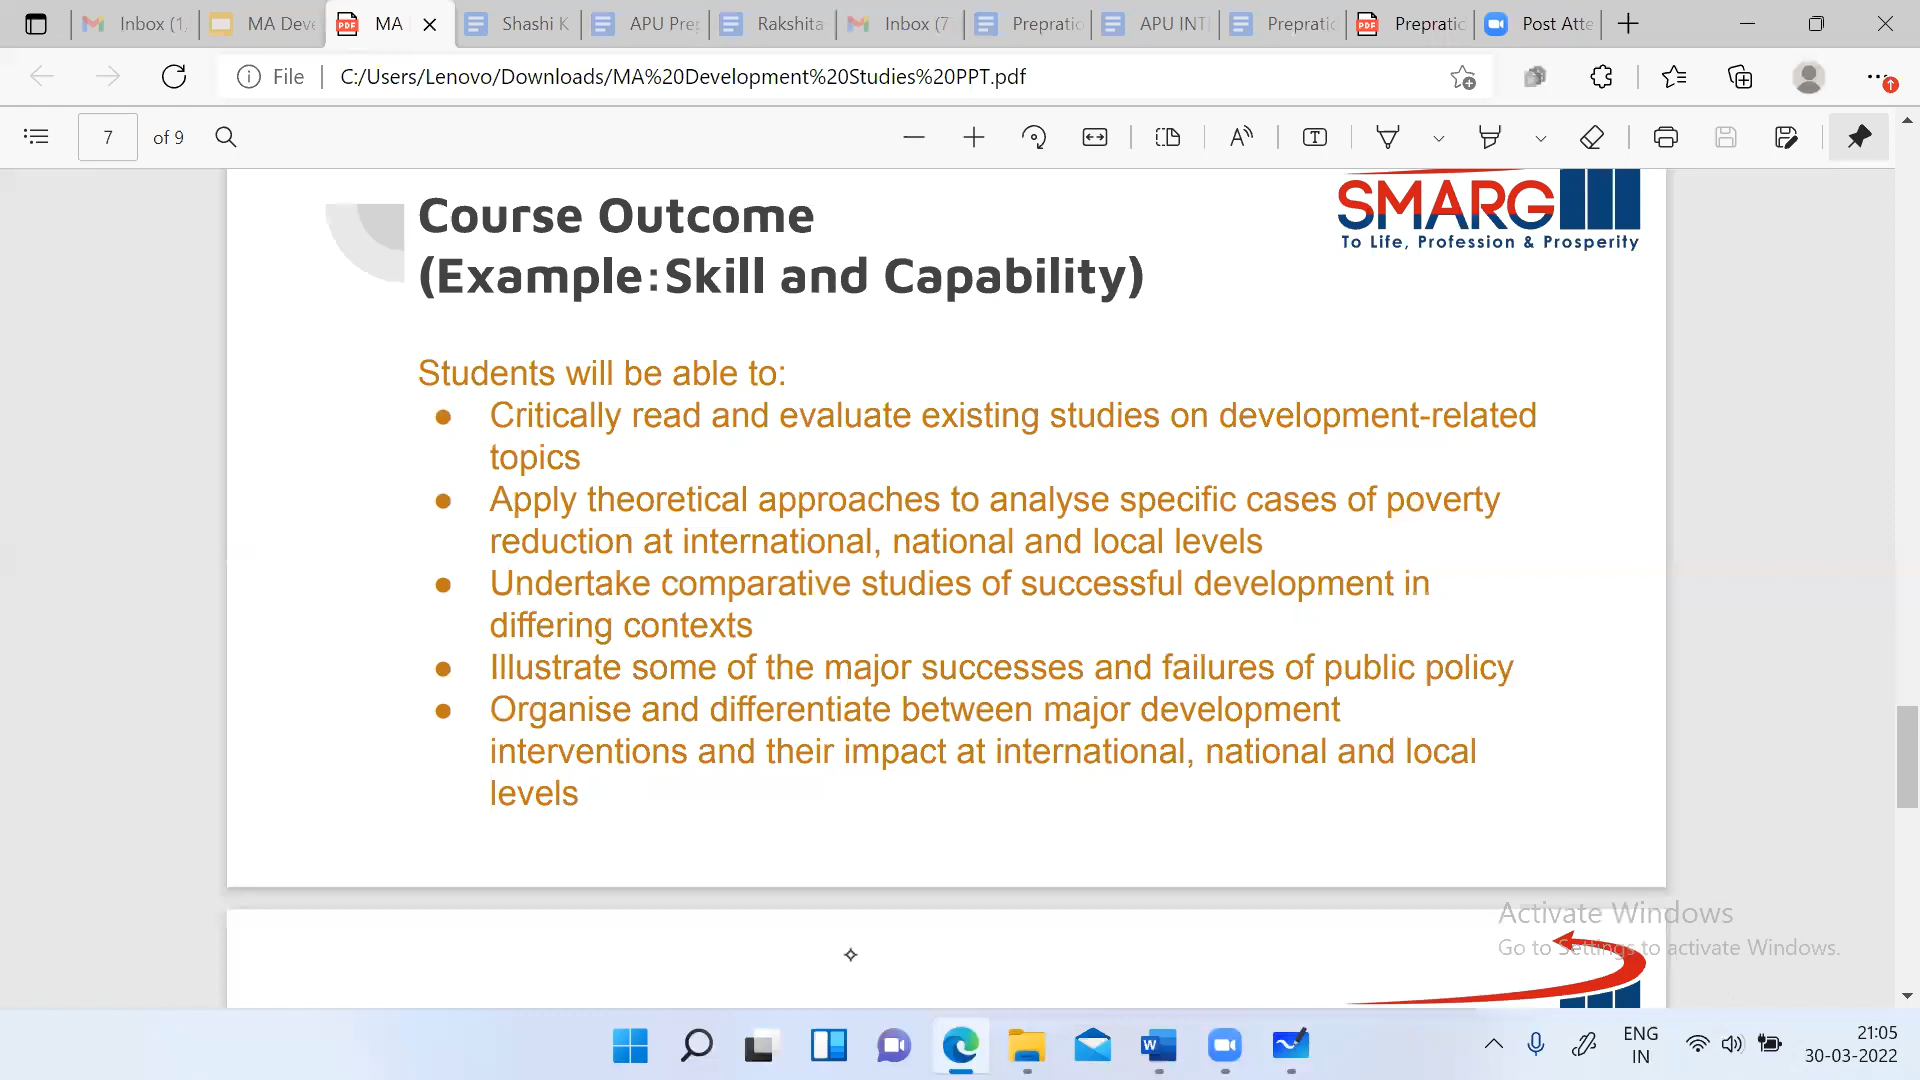 Inbox (1,
MA Deve
MA
Shashi K
APU Prep
Rakshita
Inbox (7
Prepratio
APU INT
Prepratio
Prepratio
Post Atte
File
C:/Users/Lenovo/Downloads/MA%20Development%20Studies%20PPT.pdf
7 of 9
Course Outcome
(Example:Skill and Capability)
SMARG
To Life, Profession & Prosperity
Students will be able to:
● Critically read and evaluate existing studies on development-related
topics
● Apply theoretical approaches to analyse specific cases of poverty
reduction at international, national and local levels
● Undertake comparative studies of successful development in
differing contexts
● Illustrate some of the major successes and failures of public policy
● Organise and differentiate between major development
interventions and their impact at international, national and local
levels
Activate Windows
Go to Settings to activate Windows.
ENG
IN
21:05
30-03-2022